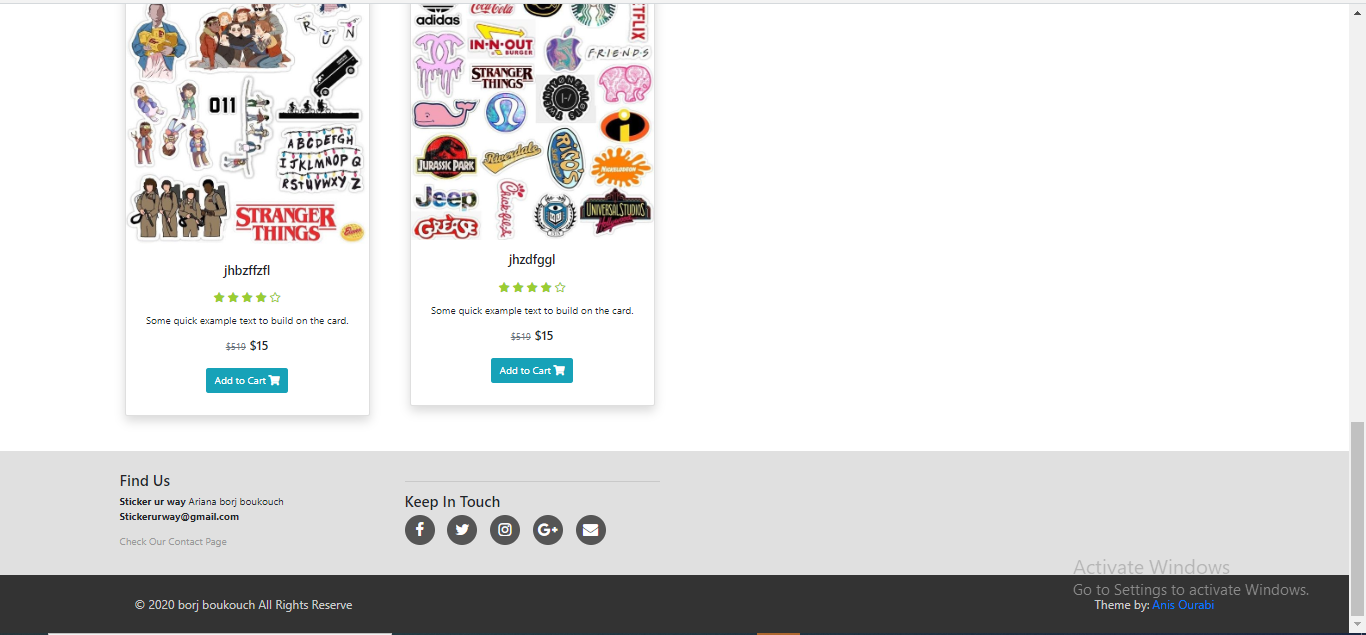 R U N
011
A B C D E F G H
I J K L M N O P Q
R S T U V W X Y Z
STRANGER
THINGS
jhbzffzfl
Some quick example text to build on the card.
$519 $15
Add to Cart
adidas
Coca-Cola
NETFLIX
IN-N-OUT
BURGER
FRIENDS
STRANGER
THINGS
JURASSIC PARK
Riverdale
RICO'S
NICKELODEON
Jeep
Chick-fil-A
UNIVERSAL STUDIOS
Hollywood
GREASE
jhzdfggl
Some quick example text to build on the card.
$519 $15
Add to Cart
Find Us
Sticker ur way Ariana borj boukouch
Stickerurway@gmail.com
Check Our Contact Page
Keep In Touch
G+
Activate Windows
Go to Settings to activate Windows.
© 2020 borj boukouch All Rights Reserve
Theme by: Anis Ourabi